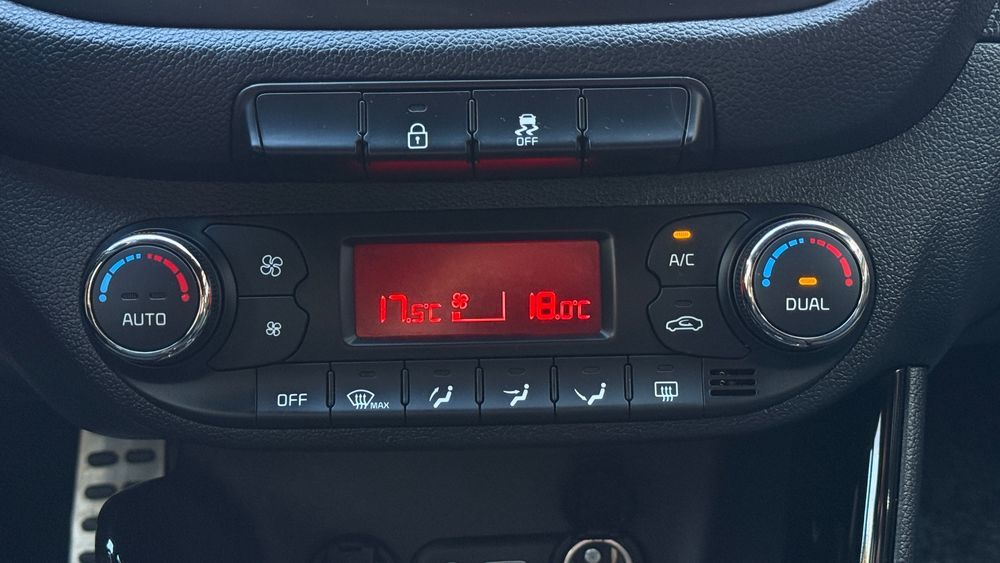 OFF
17.5°C
18.0°C
A/C
AUTO
DUAL
OFF
MAX